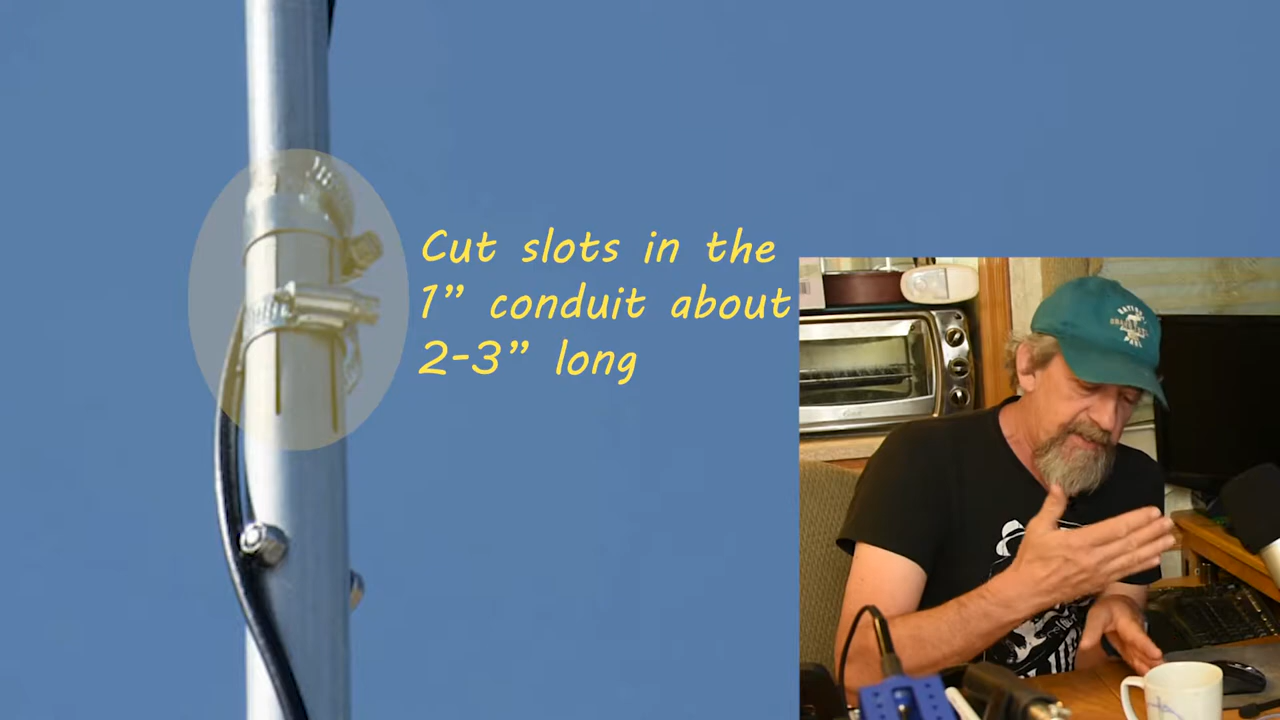 Cut slots in the
1” conduit about
2-3” long